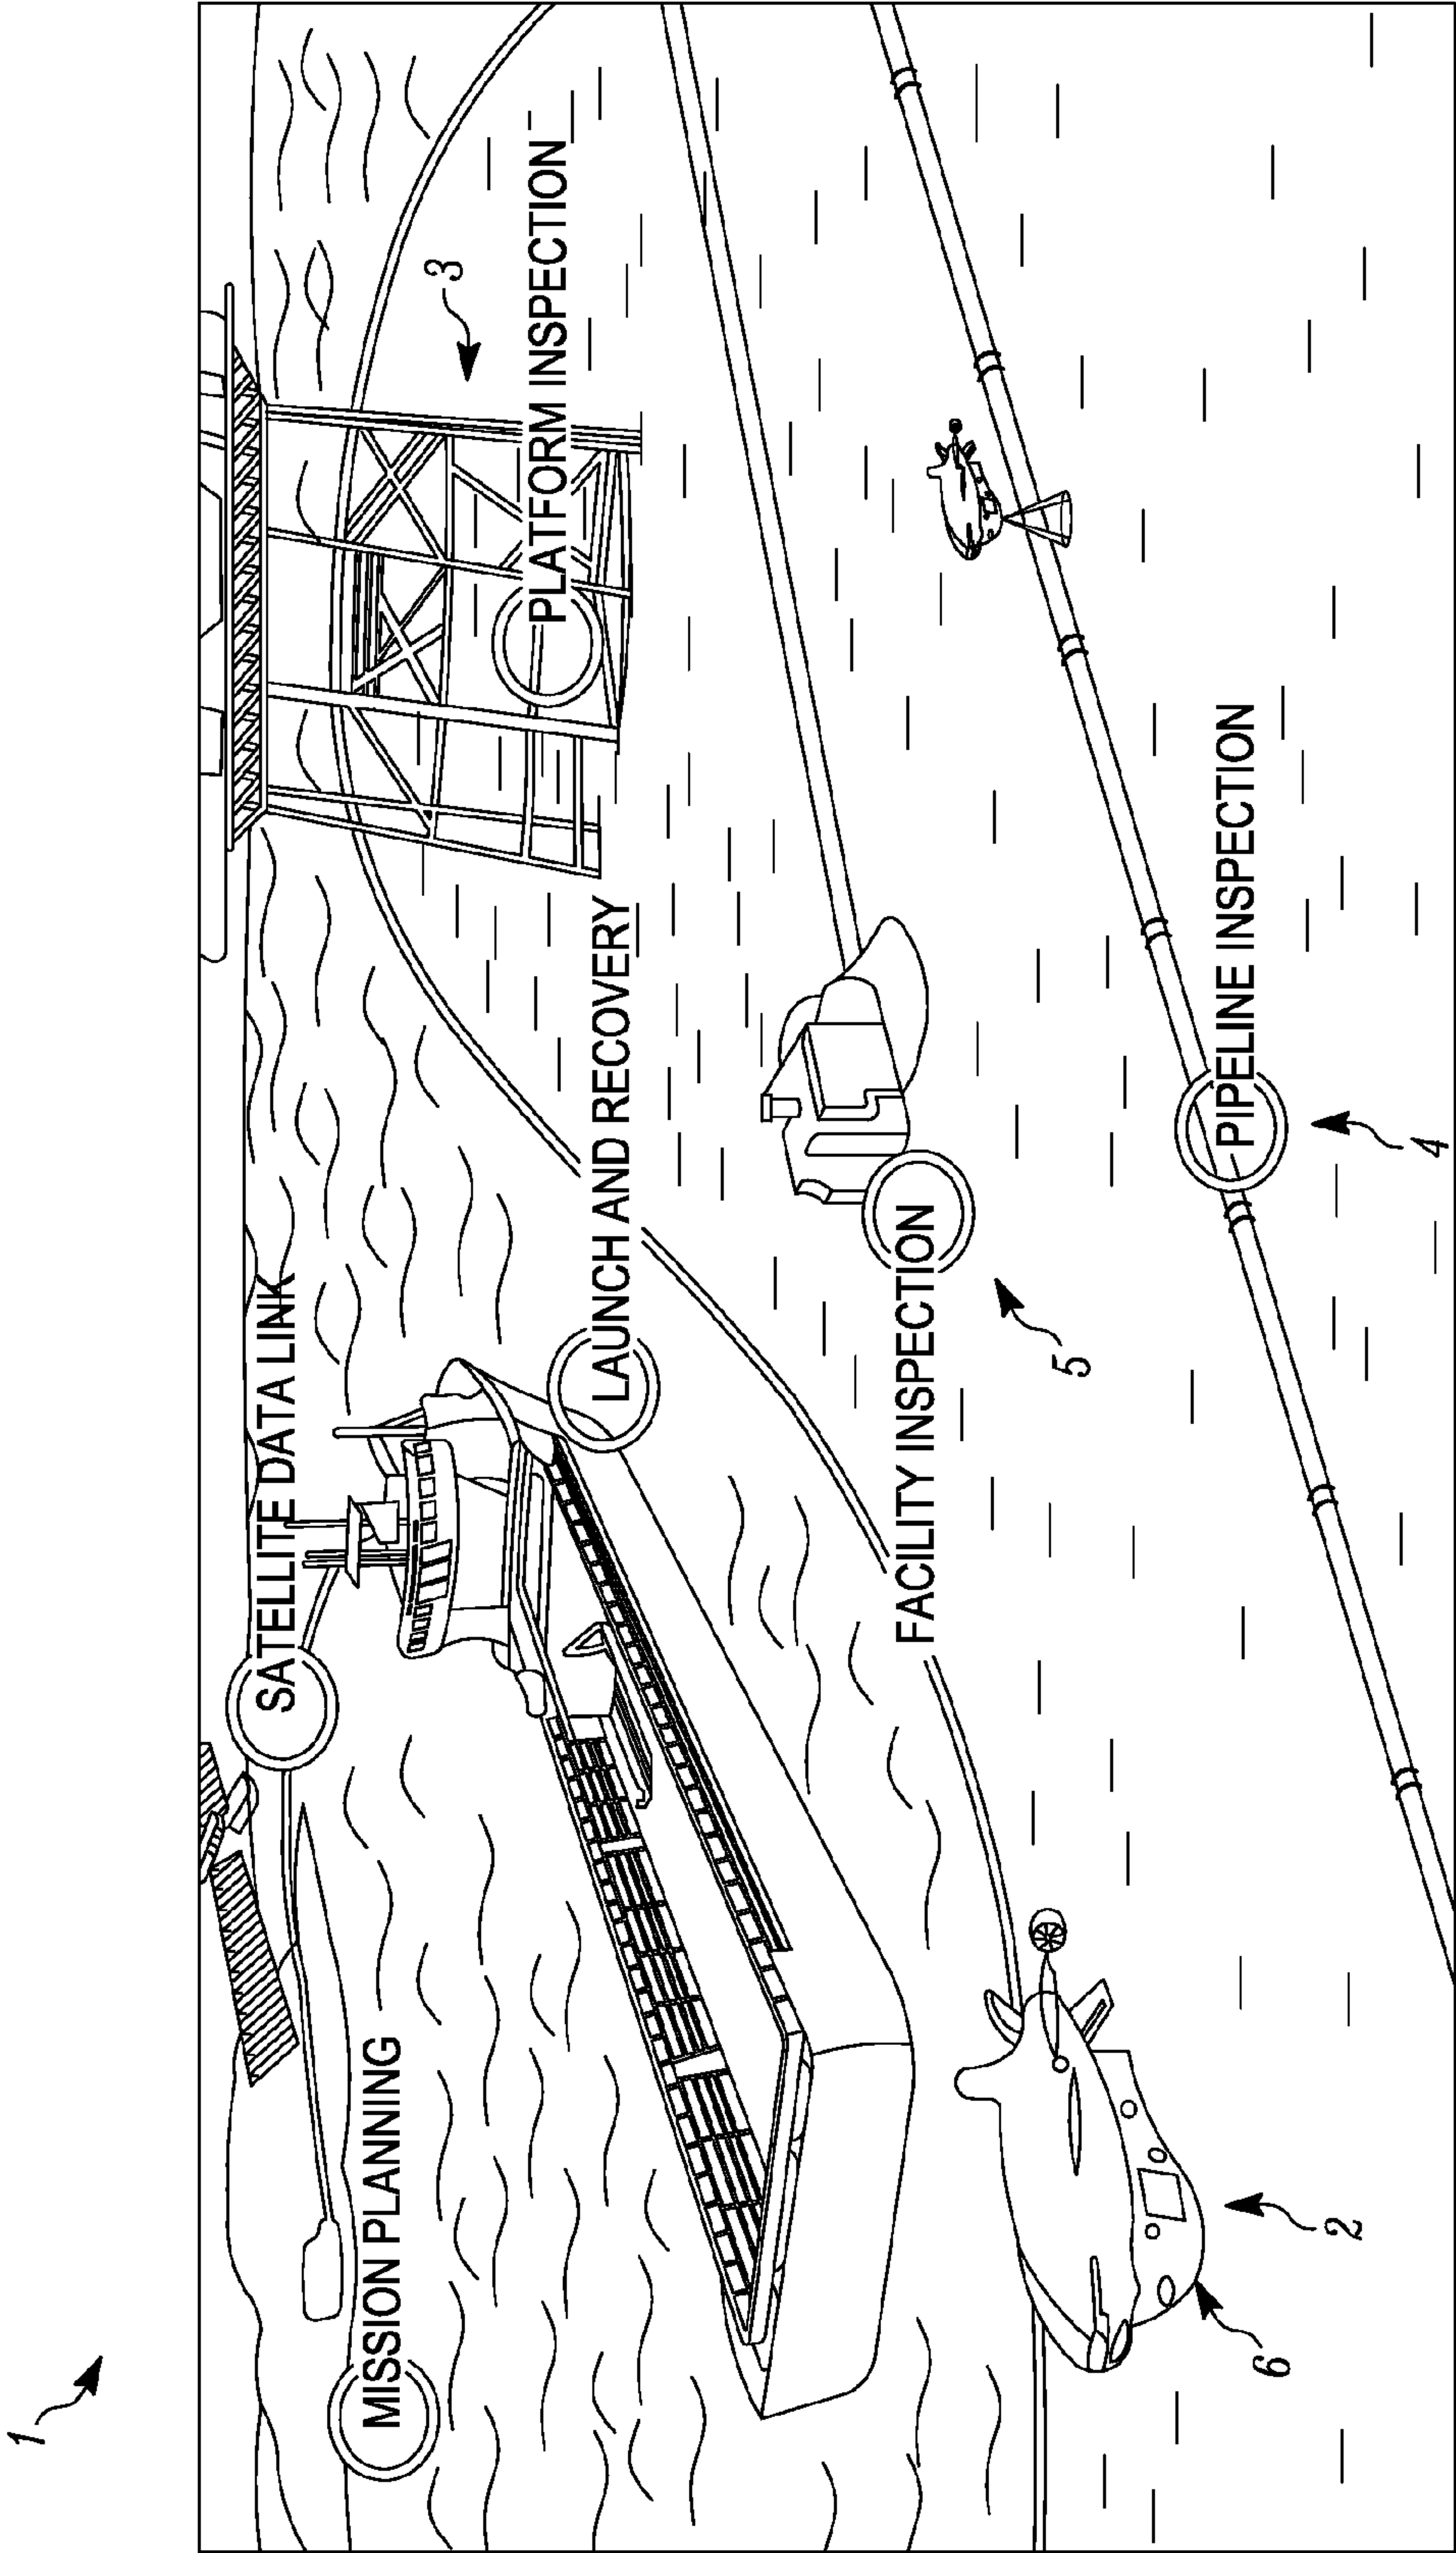 1
SATELLITE DATA LINK
MISSION PLANNING
3
PLATFORM INSPECTION
LAUNCH AND RECOVERY
FACILITY INSPECTION
5
PIPELINE INSPECTION
4
2
6